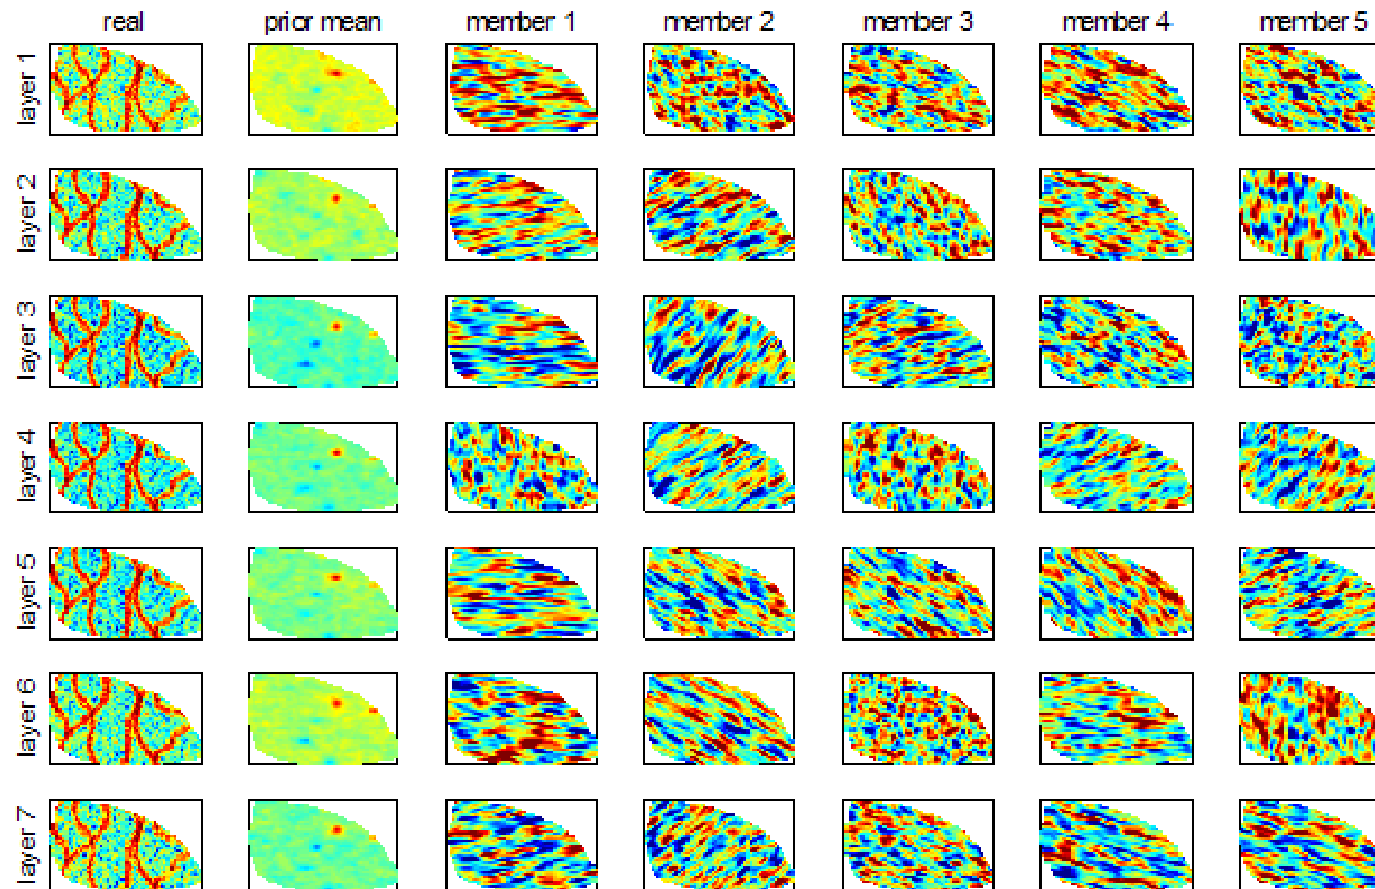 real prior mean member 1 member 2 member 3 member 4 member 5
layer 1
layer 2
layer 3
layer 4
layer 5
layer 6
layer 7